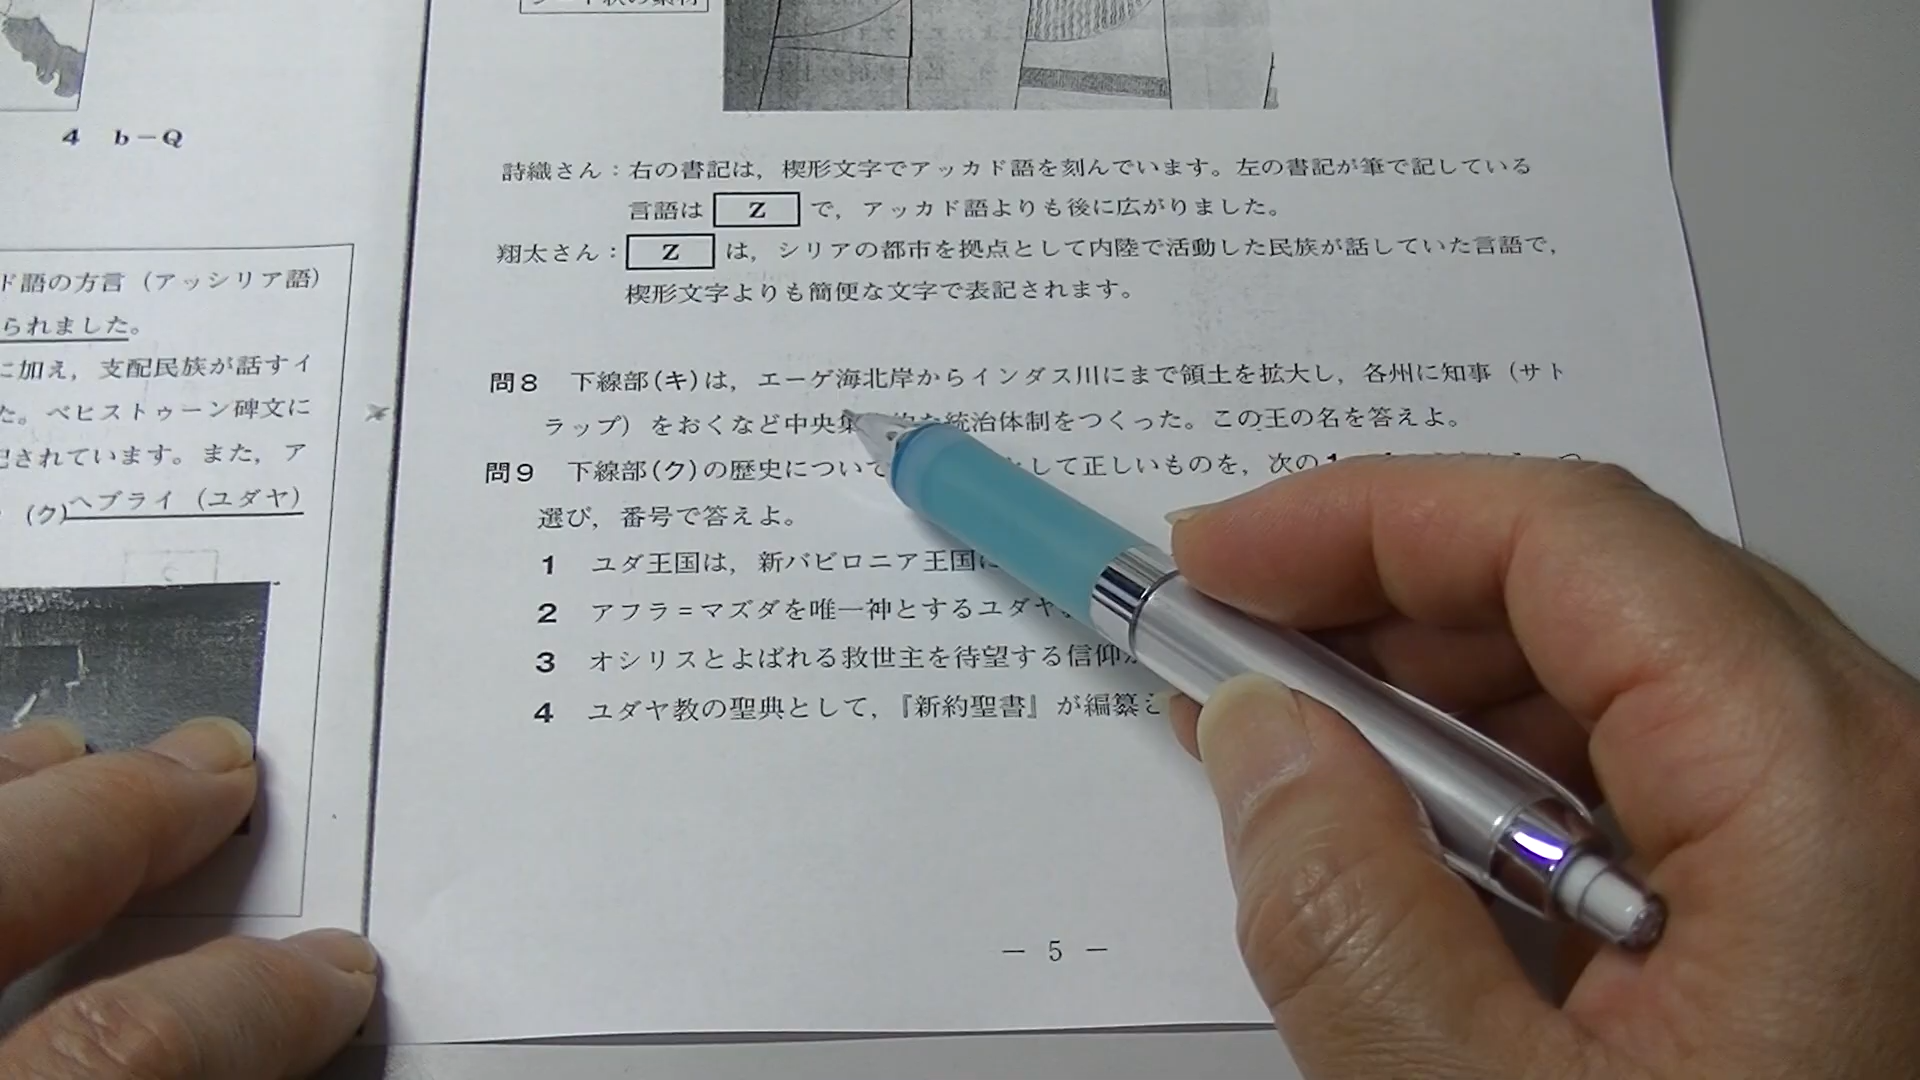 4 b－Q
ド語の方言（アッシリア語）
られました。
に加え，支配民族が話すイ
た。ベヒストゥーン碑文に
記されています。また，ア
(ク)ヘブライ（ユダヤ）
詩織さん：右の書記は，楔形文字でアッカド語を刻んでいます。左の書記が筆で記している
言語は Z で，アッカド語よりも後に広がりました。
翔太さん： Z は，シリアの都市を拠点として内陸で活動した民族が話していた言語で，
楔形文字よりも簡便な文字で表記されます。
問8 下線部(キ)は，エーゲ海北岸からインダス川にまで領土を拡大し，各州に知事（サト
ラップ）をおくなど中央集 的な統治体制をつくった。この王の名を答えよ。
問9 下線部(ク)の歴史について として正しいものを，次の
選び，番号で答えよ。
1 ユダ王国は，新バビロニア王国に
2 アフラ＝マズダを唯一神とするユダヤ
3 オシリスとよばれる救世主を待望する信仰
4 ユダヤ教の聖典として，『新約聖書』が編纂さ
－ 5 －